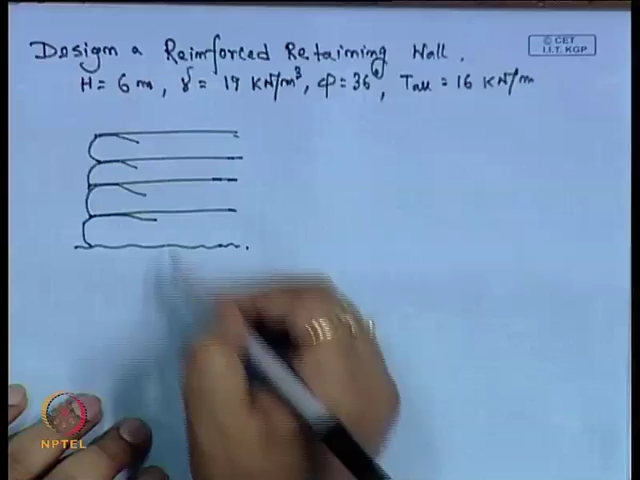 Design a Reinforced Retaining Wall.
H = 6 m, γ = 17 KN/m³, φ = 36°, Tall = 16 KN/m
© CET
I.I.T. KGP
NPTEL